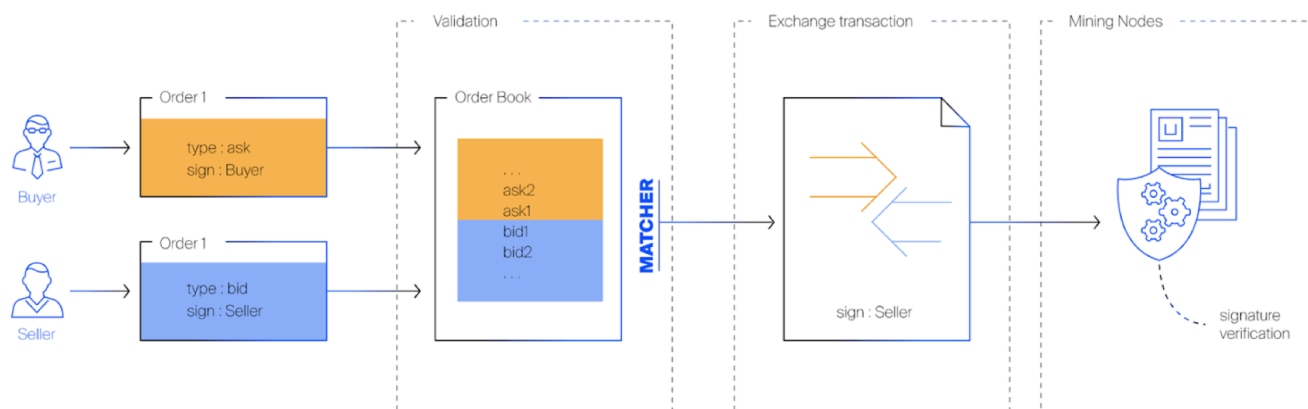 Validation
Exchange transaction
Mining Nodes
Order 1
type : ask
sign : Buyer
Buyer
Order 1
type : bid
sign : Seller
Seller
Order Book
. . .
ask2
ask1
bid1
bid2
. . .
MATCHER
sign : Seller
signature
verification